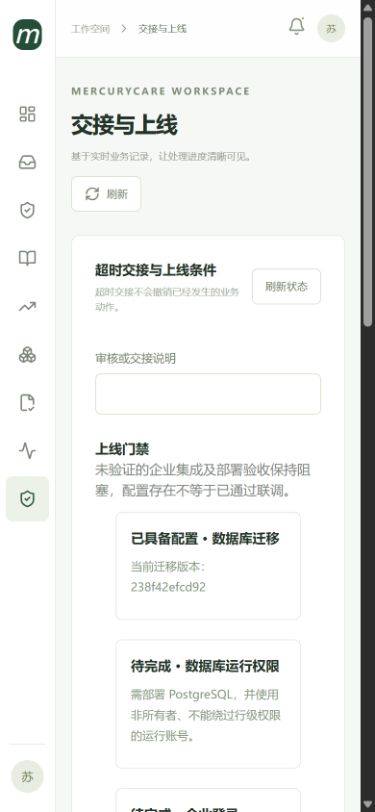 m
工作空间 > 交接与上线
苏
MERCURYCARE WORKSPACE
交接与上线
基于实时业务记录，让处理进度清晰可见。
刷新
超时交接与上线条件
超时交接不会撤销已经发生的业务
动作。
刷新状态
审核或交接说明
上线门禁
未验证的企业集成及部署验收保持阻
塞，配置存在不等于已通过联调。
已具备配置 · 数据库迁移
当前迁移版本：
238f42efcd92
待完成 · 数据库运行权限
需部署 PostgreSQL，并使用
非所有者、不能绕过行级权限
的运行账号。
待完成 · 企业登录
苏